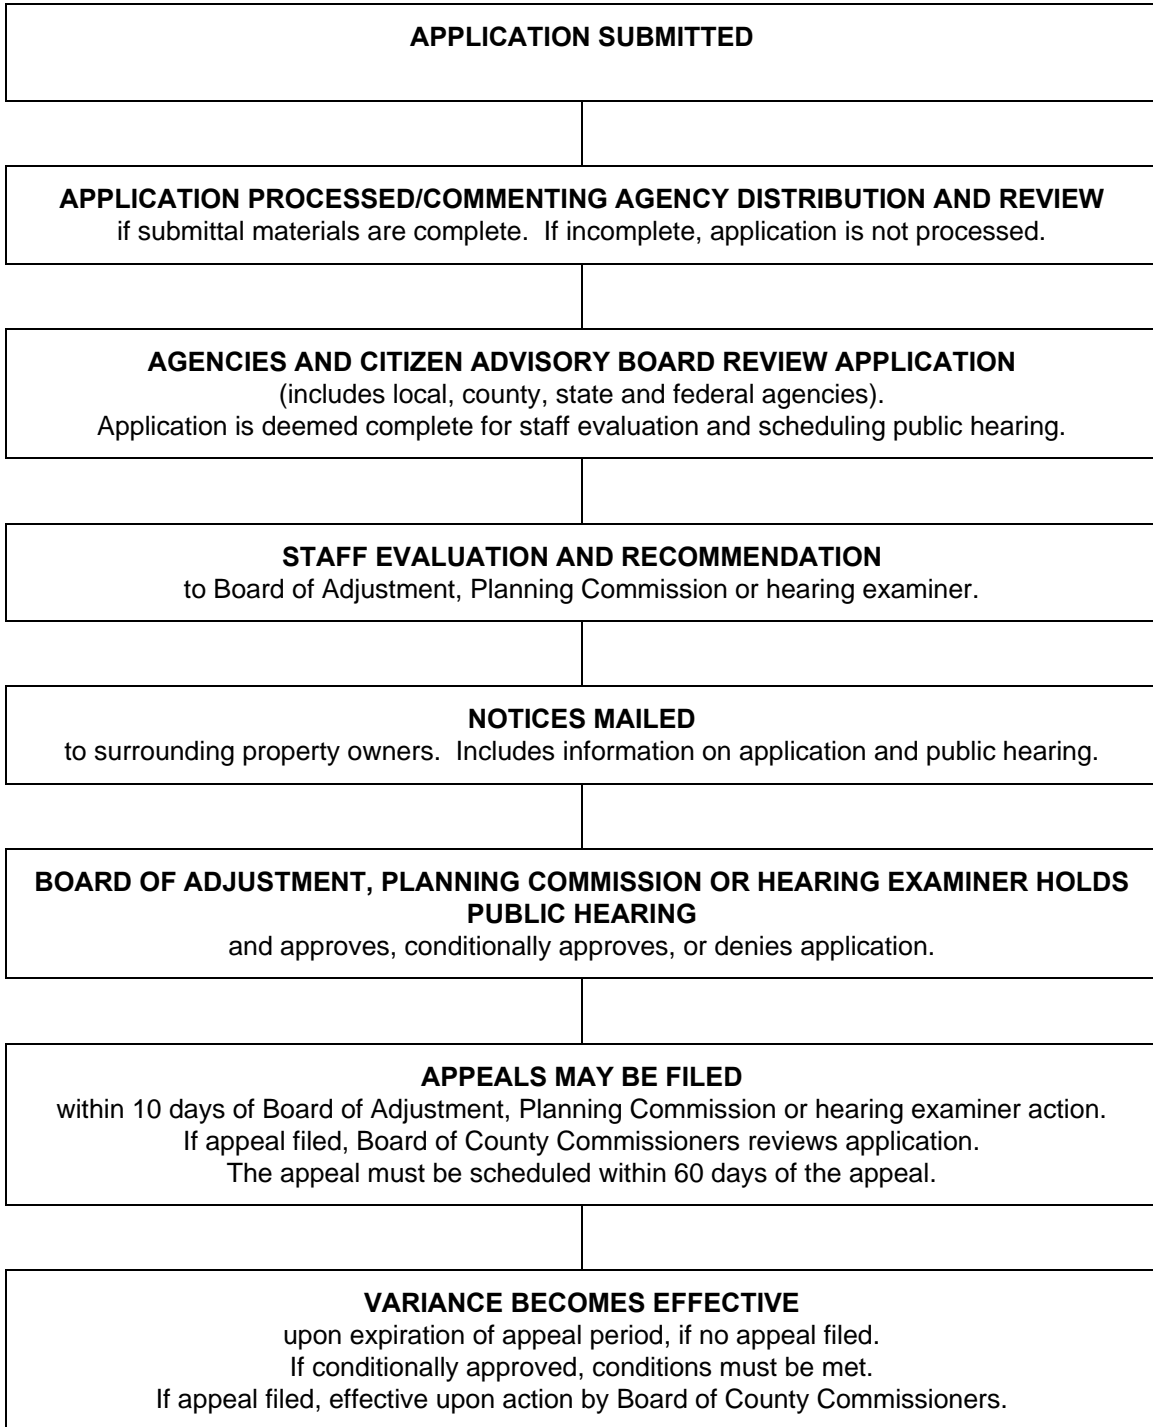 APPLICATION SUBMITTED
APPLICATION PROCESSED/COMMENTING AGENCY DISTRIBUTION AND REVIEW
if submittal materials are complete.  If incomplete, application is not processed.
AGENCIES AND CITIZEN ADVISORY BOARD REVIEW APPLICATION
(includes local, county, state and federal agencies).
Application is deemed complete for staff evaluation and scheduling public hearing.
STAFF EVALUATION AND RECOMMENDATION
to Board of Adjustment, Planning Commission or hearing examiner.
NOTICES MAILED
to surrounding property owners.  Includes information on application and public hearing.
BOARD OF ADJUSTMENT, PLANNING COMMISSION OR HEARING EXAMINER HOLDS
PUBLIC HEARING
and approves, conditionally approves, or denies application.
APPEALS MAY BE FILED
within 10 days of Board of Adjustment, Planning Commission or hearing examiner action.
If appeal filed, Board of County Commissioners reviews application.
The appeal must be scheduled within 60 days of the appeal.
VARIANCE BECOMES EFFECTIVE
upon expiration of appeal period, if no appeal filed.
If conditionally approved, conditions must be met.
If appeal filed, effective upon action by Board of County Commissioners.